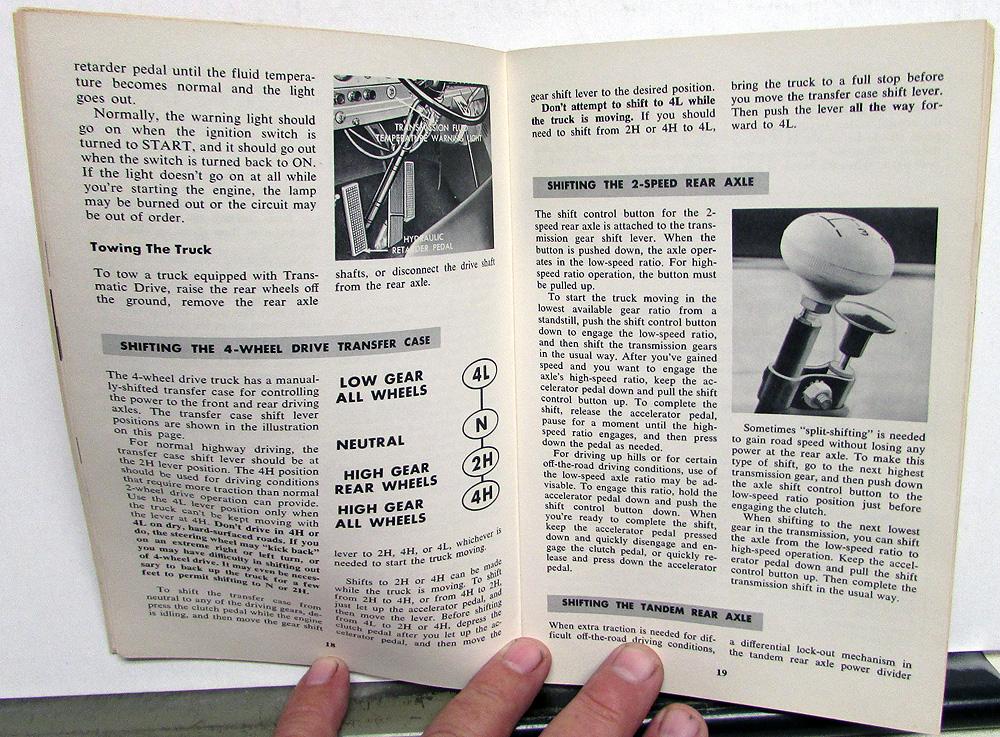 retarder pedal until the fluid tempera-
ture becomes normal and the light
goes out.
Normally, the warning light should
go on when the ignition switch is
turned to START, and it should go out
when the switch is turned back to ON.
If the light doesn't go on at all while
you're starting the engine, the lamp
may be burned out or the circuit may
be out of order.
Towing The Truck
To tow a truck equipped with Trans-
matic Drive, raise the rear wheels off
the ground, remove the rear axle
TRANSMISSION FLUID
TEMPERATURE WARNING LIGHT
HYDRAULIC
RETARDER PEDAL
shafts, or disconnect the drive shaft
from the rear axle.
SHIFTING THE 4-WHEEL DRIVE TRANSFER CASE
The 4-wheel drive truck has a manual-
ly-shifted transfer case for controlling
the power to the front and rear driving
axles. The transfer case shift lever
positions are shown in the illustration
on this page.
For normal highway driving, the
transfer case shift lever should be at
the 2H lever position. The 4H position
should be used for driving conditions
that require more traction than normal
2-wheel drive operation can provide.
Use the 4L lever position only when
the truck can't be kept moving with
the lever at 4H. Don't drive in 4H or
4L on dry, hard-surfaced roads. If you
do, the steering wheel may "kick back"
on an extreme right or left turn, or
you may have difficulty in shifting out
of 4-wheel drive. It may even be neces-
sary to back up the truck for a few
feet to permit shifting to N or 2H.
To shift the transfer case from
neutral to any of the driving gears, de-
press the clutch pedal while the engine
is idling, and then move the gear shift
LOW GEAR
ALL WHEELS
4L
N
NEUTRAL
2H
HIGH GEAR
REAR WHEELS
4H
HIGH GEAR
ALL WHEELS
lever to 2H, 4H, or 4L, whichever is
needed to start the truck moving.
Shifts to 2H or 4H can be made
while the truck is moving. To shift
from 2H to 4H, or from 4H to 2H,
just let up the accelerator pedal, and
then move the lever. Before shifting
from 4L to 2H or 4H, depress the
clutch pedal after you let up the ac-
celerator pedal, and then move the
18
gear shift lever to the desired position.
Don't attempt to shift to 4L while
the truck is moving. If you should
need to shift from 2H or 4H to 4L,
bring the truck to a full stop before
you move the transfer case shift lever.
Then push the lever all the way for-
ward to 4L.
SHIFTING THE 2-SPEED REAR AXLE
The shift control button for the 2-
speed rear axle is attached to the trans-
mission gear shift lever. When the
button is pushed down, the axle oper-
ates in the low-speed ratio. For high-
speed ratio operation, the button must
be pulled up.
To start the truck moving in the
lowest available gear ratio from a
standstill, push the shift control button
down to engage the low-speed ratio,
and then shift the transmission gears
in the usual way. After you've gained
speed and you want to engage the
axle's high-speed ratio, keep the ac-
celerator pedal down and pull the shift
control button up. To complete the
shift, release the accelerator pedal,
pause for a moment until the high-
speed ratio engages, and then press
down the pedal as needed.
For driving up hills or for certain
off-the-road driving conditions, use of
the low-speed axle ratio may be ad-
visable. To engage this ratio, hold the
accelerator pedal down and push the
shift control button down. When
you're ready to complete the shift,
keep the accelerator pedal pressed
down and quickly disengage and en-
gage the clutch pedal, or quickly re-
lease and press down the accelerator
pedal.
Sometimes "split-shifting" is needed
to gain road speed without losing any
power at the rear axle. To make this
type of shift, go to the next highest
transmission gear, and then push down
the axle shift control button to the
low-speed ratio position just before
engaging the clutch.
When shifting to the next lowest
gear in the transmission, you can shift
the axle from the low-speed ratio to
high-speed operation. Keep the accel-
erator pedal down and pull the shift
control button up. Then complete the
transmission shift in the usual way.
SHIFTING THE TANDEM REAR AXLE
When extra traction is needed for dif-
ficult off-the-road driving conditions,
a differential lock-out mechanism in
the tandem rear axle power divider
19